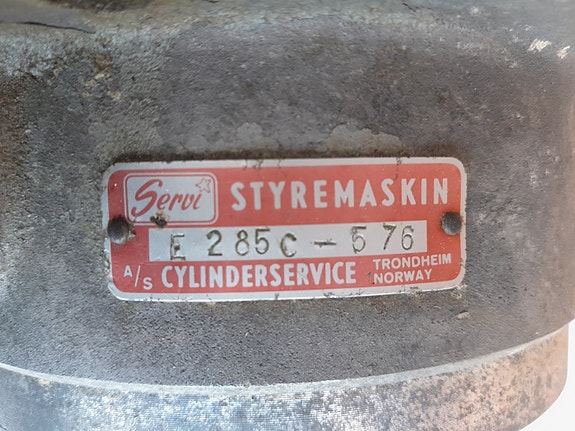 Servi STYREMASKIN
E 285C - 576
A/S CYLINDERSERVICE TRONDHEIM NORWAY